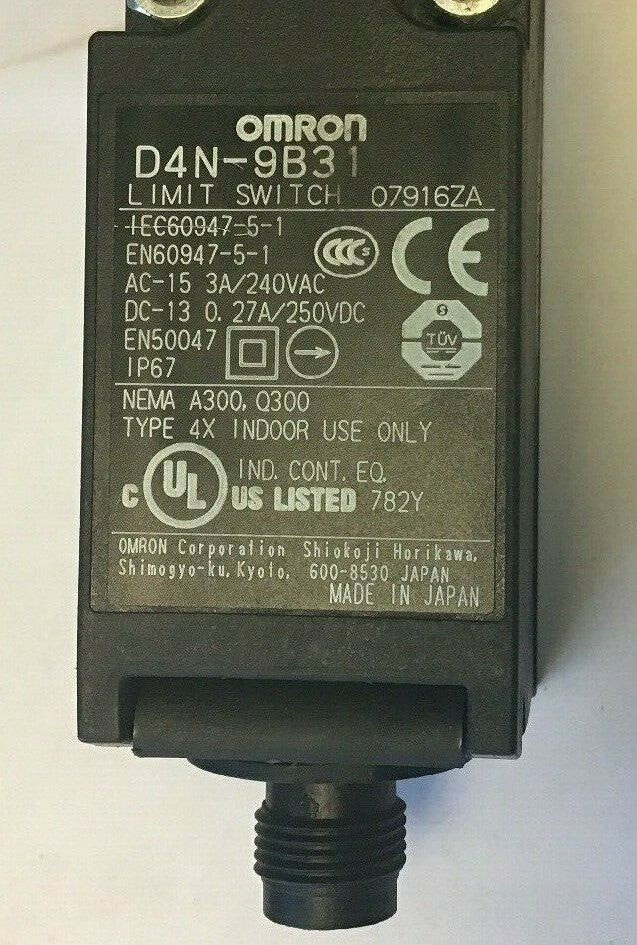 OMRON
D4N-9B31
LIMIT SWITCH 07916ZA
IEC60947-5-1
EN60947-5-1
CCC CE
AC-15 3A/240VAC
DC-13 0.27A/250VDC
S
TÜV
EN50047
IP67
NEMA A300, Q300
TYPE 4X INDOOR USE ONLY
IND. CONT. EQ.
C UL US LISTED 782Y
OMRON Corporation Shiokoji Horikawa,
Shimogyo-ku, Kyoto, 600-8530 JAPAN
MADE IN JAPAN